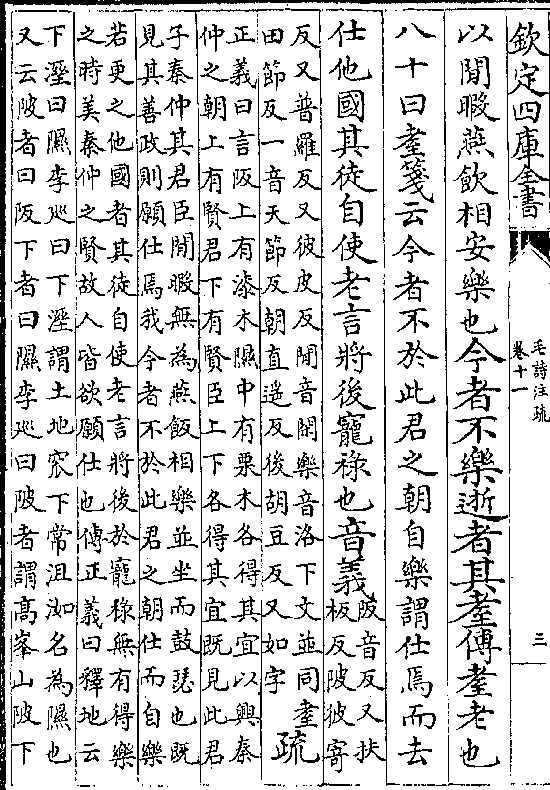 欽定四庫全書
毛詩注疏
卷十一
三
以閒暇燕飲相安樂也今者不樂逝者其耋傳耋老也
八十曰耋箋云今者不於此君之朝自樂謂仕焉而去
仕他國其徒自使老言將後寵祿也音義
阪音反又扶
板反陂彼寄
反又普羅反又彼皮反閒音閑樂音洛下文並同耋
田節反一音天節反朝直遥反後胡豆反又如字
疏
正義曰言阪上有漆木隰中有栗木各得其宜以興秦
仲之朝上有賢君下有賢臣上下各得其宜既見此君
子秦仲其君臣閒暇無為燕飯相樂並坐而鼓瑟也既
見其善政則願仕焉我今者不於此君之朝仕而自樂
若更之他國者其徒自使老言將後於寵祿無有得樂
之時美秦仲之賢故人皆欲願仕也傳正義曰釋地云
下溼曰隰李巡曰下溼謂土地窊下常沮洳名為隰也
又云陂者曰阪下者曰隰李巡曰陂者謂高峯山陂下